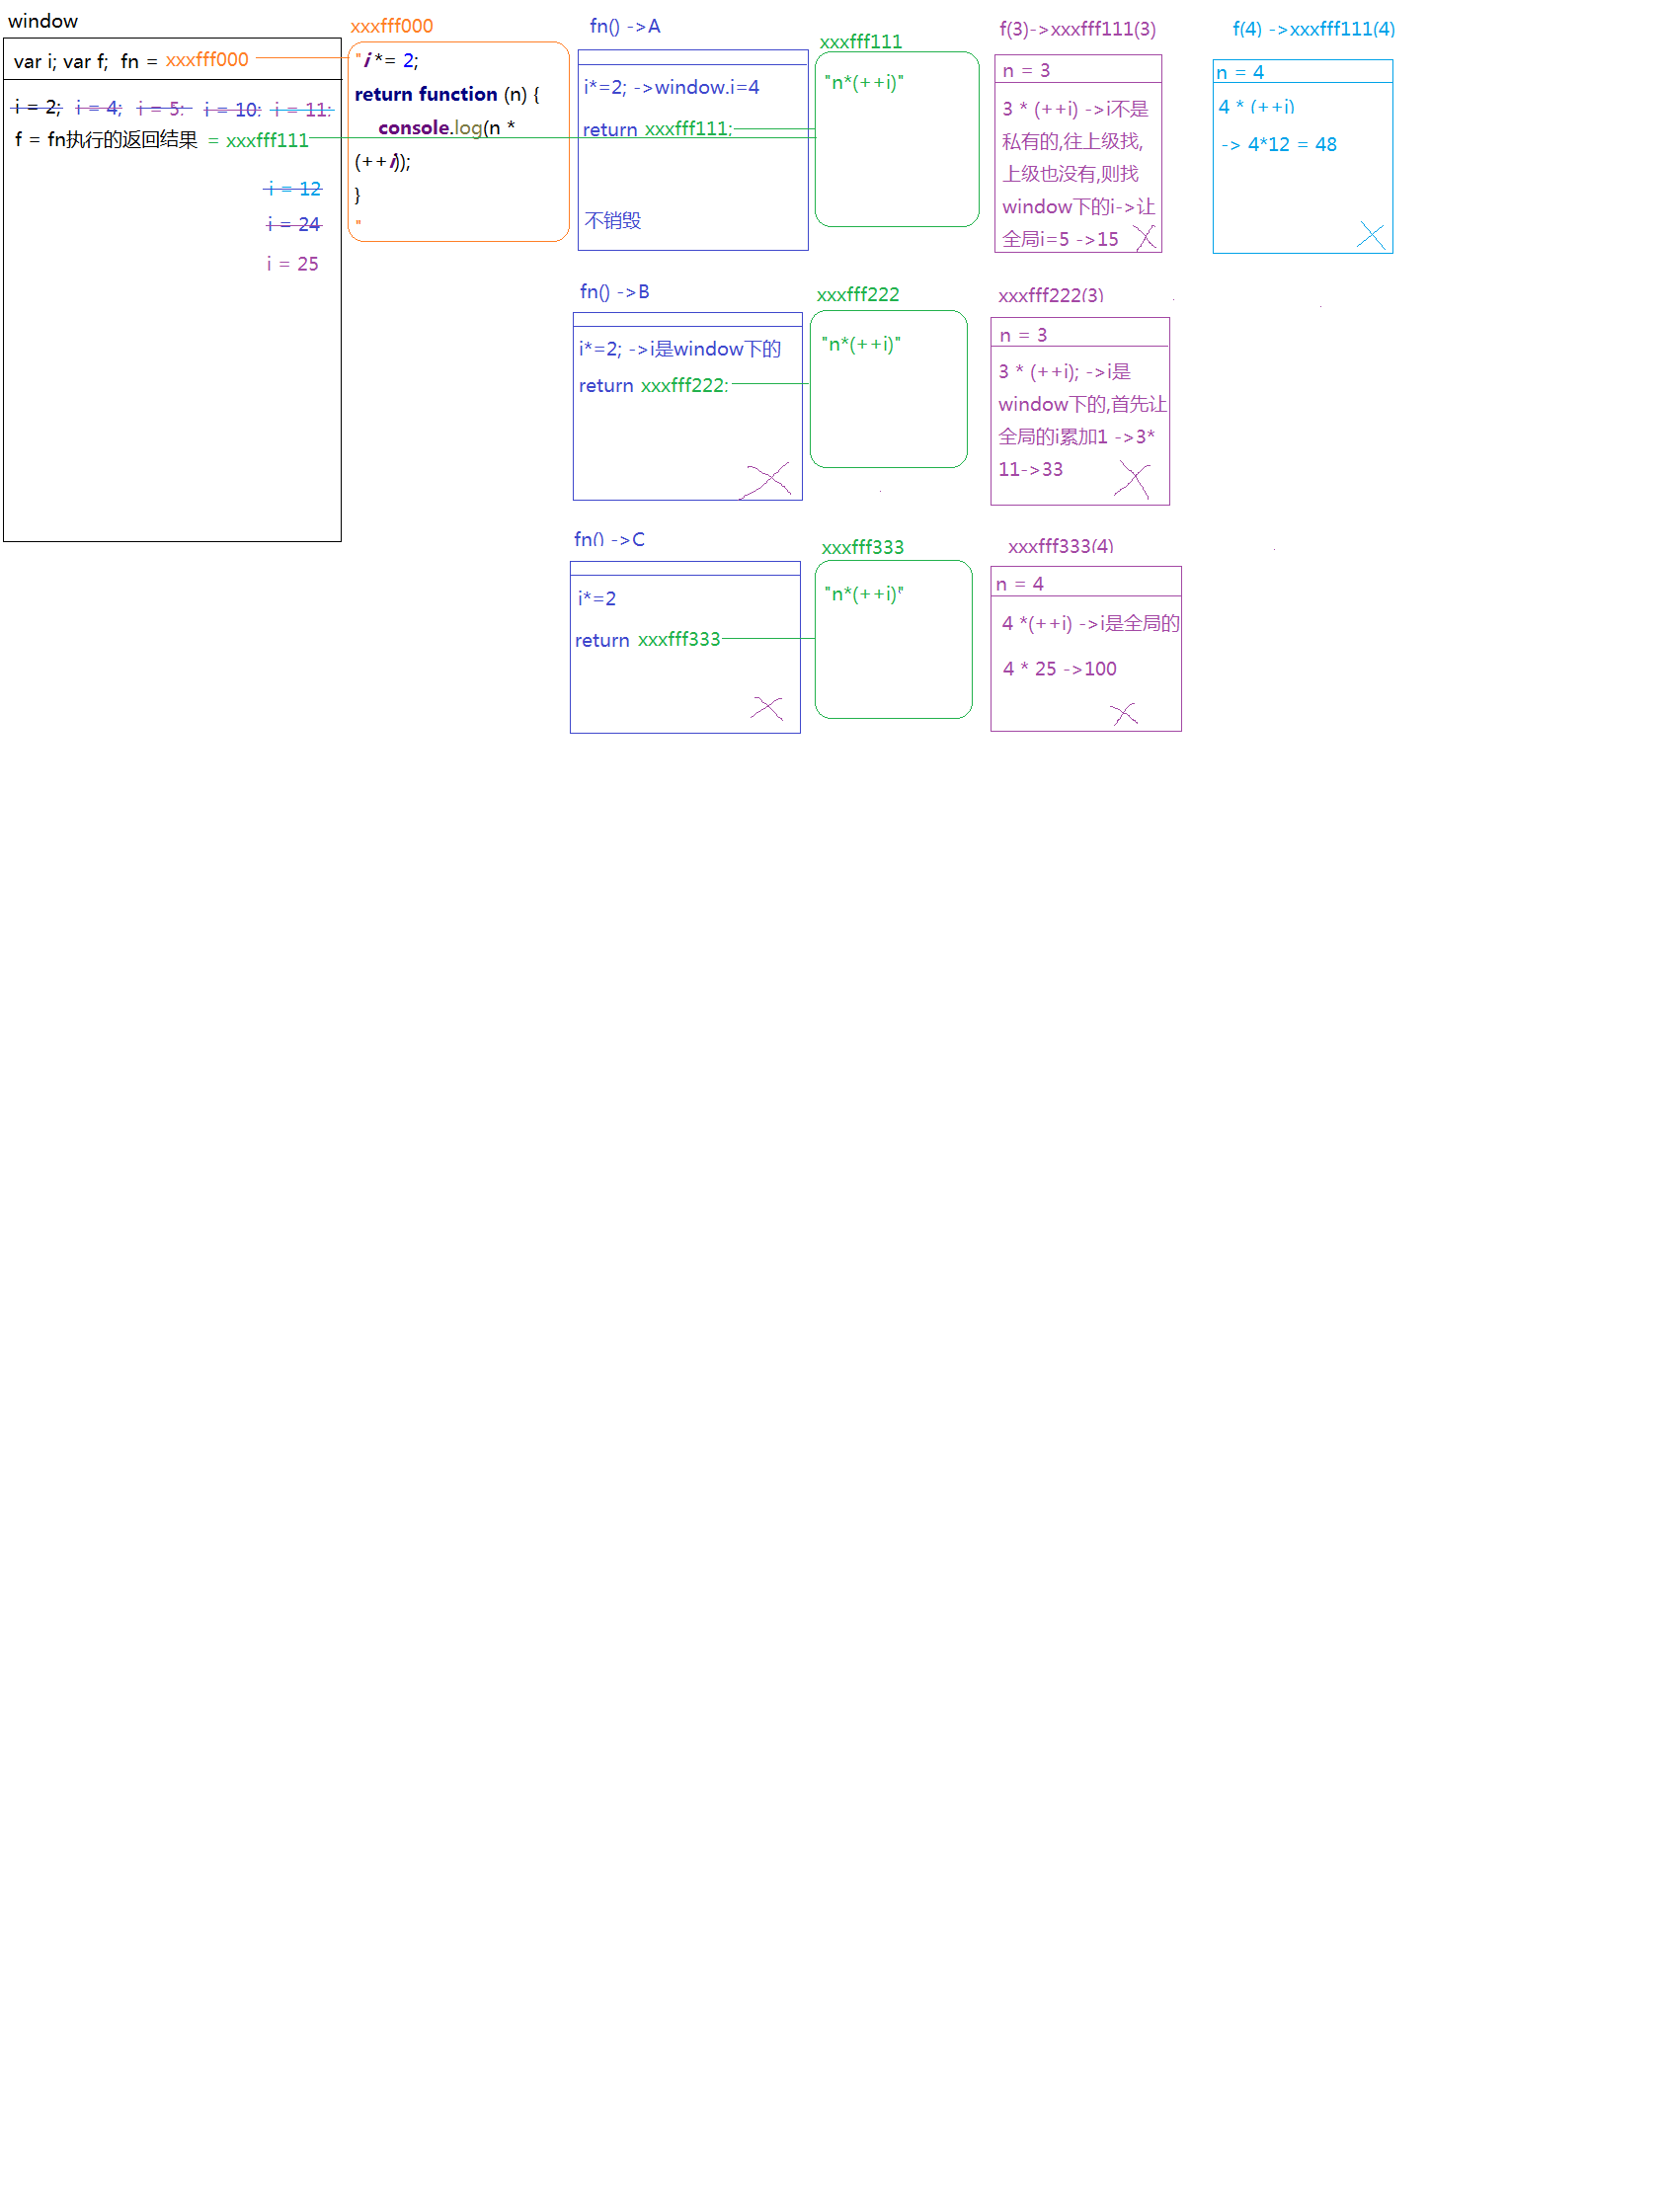 window
var i; var f; fn = xxxfff000
i = 2; i = 4; i = 5; i = 10; i = 11;
f = fn执行的返回结果 = xxxfff111
i = 12
i = 24
i = 25
xxxfff000
"i *= 2;
return function (n) {
console.log(n *
(++i));
}
"
fn() ->A
i*=2; ->window.i=4
return xxxfff111;
不销毁
xxxfff111
"n*(++i)"
f(3)->xxxfff111(3)
n = 3
3 * (++i) ->i不是
私有的,往上级找,
上级也没有,则找
window下的i->让
全局i=5 ->15
f(4) ->xxxfff111(4)
n = 4
4 * (++i)
-> 4*12 = 48
fn() ->B
i*=2; ->i是window下的
return xxxfff222;
xxxfff222
"n*(++i)"
xxxfff222(3)
n = 3
3 * (++i); ->i是
window下的,首先让
全局的i累加1 ->3*
11->33
fn() ->C
i*=2
return xxxfff333
xxxfff333
"n*(++i)"
xxxfff333(4)
n = 4
4 *(++i) ->i是全局的
4 * 25 ->100